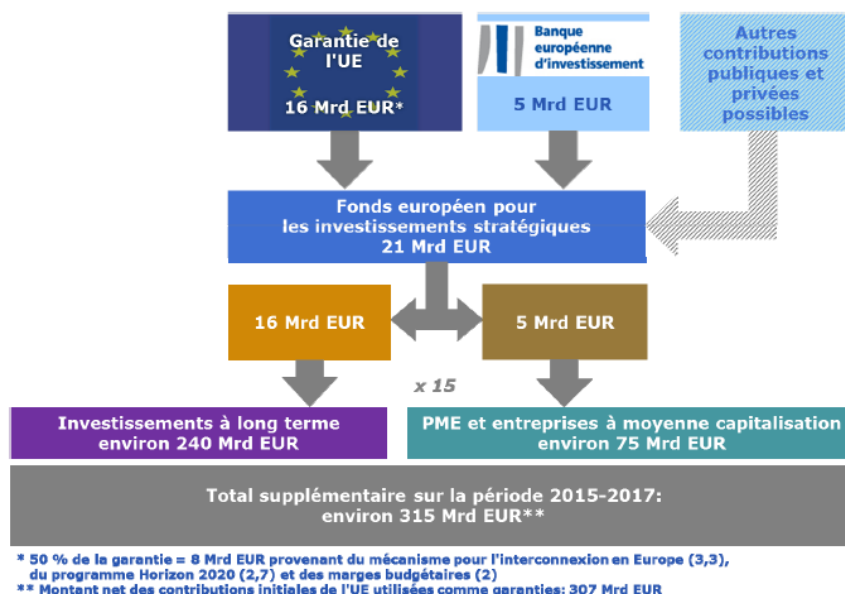 Garantie de
l'UE
16 Mrd EUR*
Banque
européenne
d'investissement
5 Mrd EUR
Autres
contributions
publiques et
privées
possibles
Fonds européen pour
les investissements stratégiques
21 Mrd EUR
16 Mrd EUR
5 Mrd EUR
x 15
Investissements à long terme
environ 240 Mrd EUR
PME et entreprises à moyenne capitalisation
environ 75 Mrd EUR
Total supplémentaire sur la période 2015-2017:
environ 315 Mrd EUR**
* 50 % de la garantie = 8 Mrd EUR provenant du mécanisme pour l'interconnexion en Europe (3,3),
du programme Horizon 2020 (2,7) et des marges budgétaires (2)
** Montant net des contributions initiales de l'UE utilisées comme garanties: 307 Mrd EUR